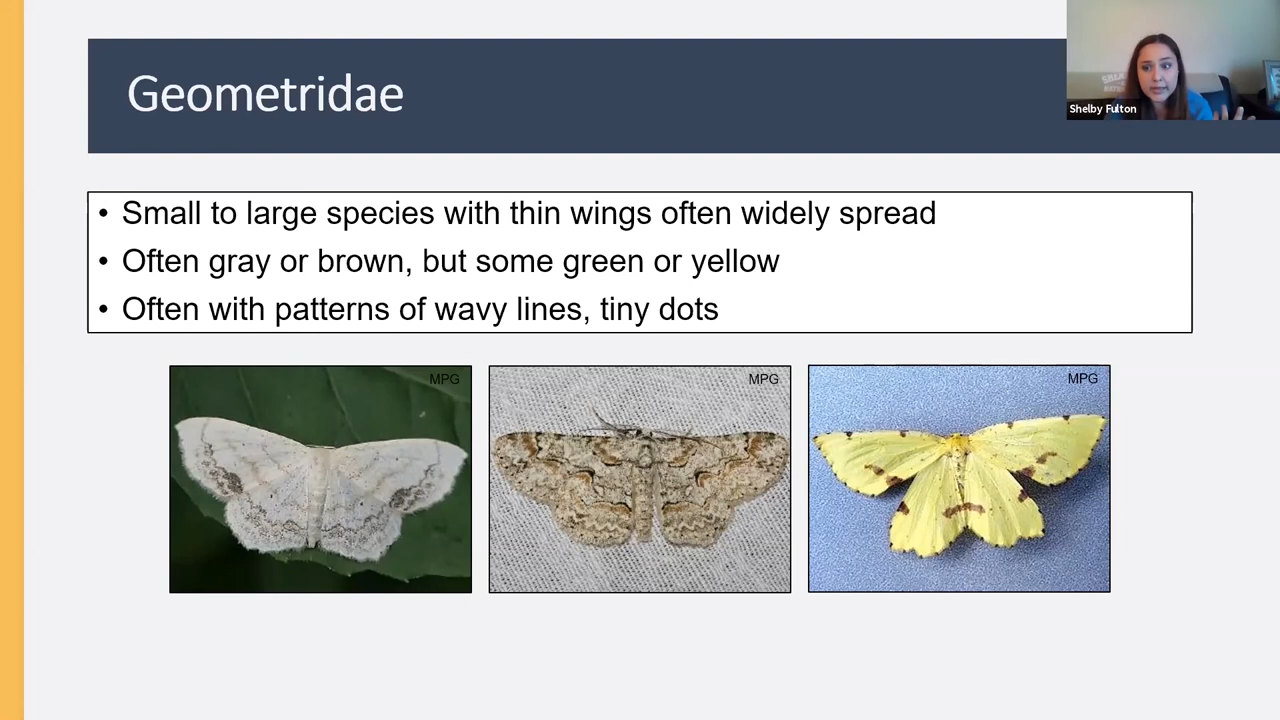 Geometridae
Shelby Fulton
• Small to large species with thin wings often widely spread
• Often gray or brown, but some green or yellow
• Often with patterns of wavy lines, tiny dots
MPG
MPG
MPG